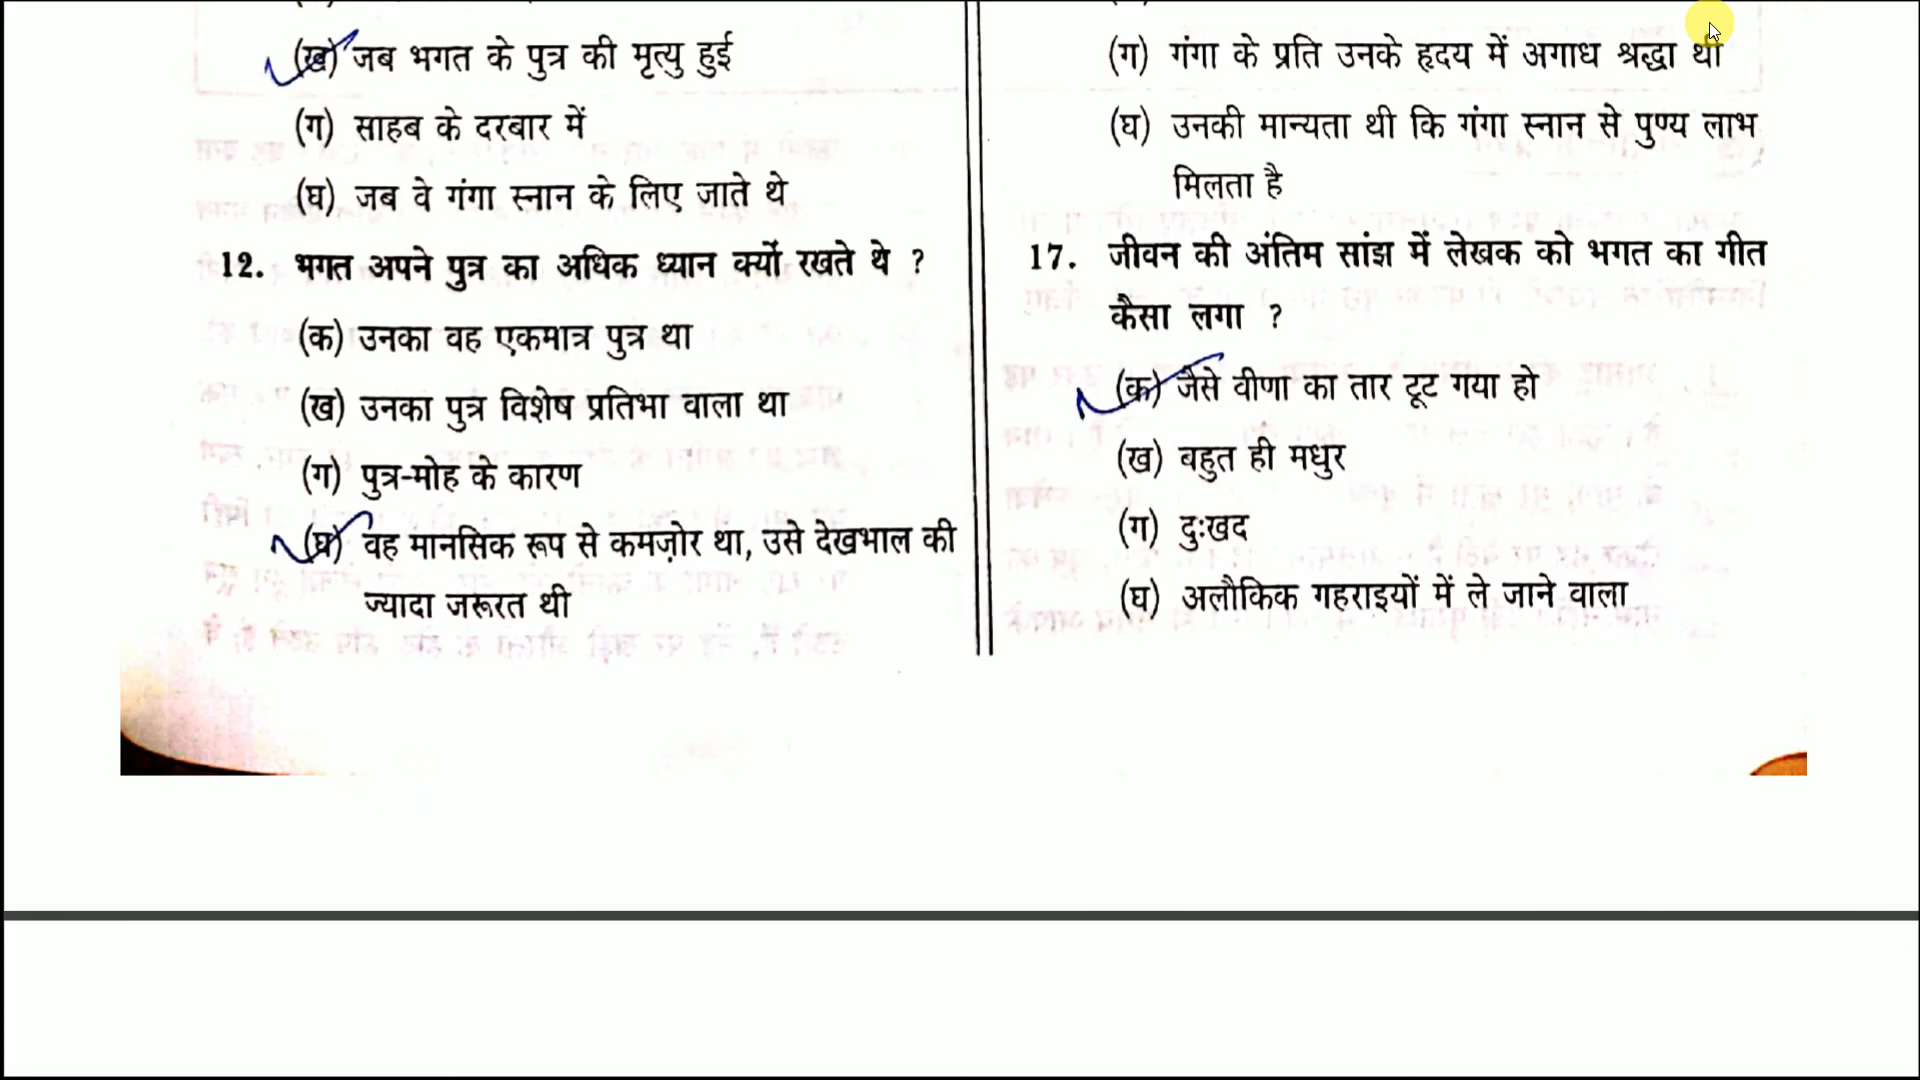 (ख) जब भगत के पुत्र की मृत्यु हुई
(ग) साहब के दरबार में
(घ) जब वे गंगा स्नान के लिए जाते थे
12. भगत अपने पुत्र का अधिक ध्यान क्यों रखते थे ?
(क) उनका वह एकमात्र पुत्र था
(ख) उनका पुत्र विशेष प्रतिभा वाला था
(ग) पुत्र-मोह के कारण
(घ) वह मानसिक रूप से कमज़ोर था, उसे देखभाल की
ज्यादा जरूरत थी
(ग) गंगा के प्रति उनके हृदय में अगाध श्रद्धा थी
(घ) उनकी मान्यता थी कि गंगा स्नान से पुण्य लाभ
मिलता है
17. जीवन की अंतिम सांझ में लेखक को भगत का गीत
कैसा लगा ?
(क) जैसे वीणा का तार टूट गया हो
(ख) बहुत ही मधुर
(ग) दुःखद
(घ) अलौकिक गहराइयों में ले जाने वाला